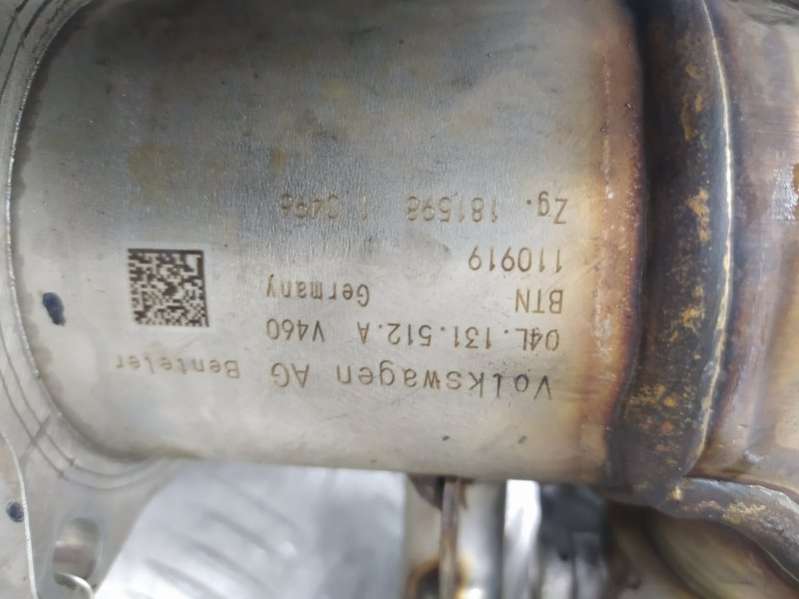 Volkswagen AG Benteler
04L.131.512.A V460
BTN Germany
110919
Zg. 181598